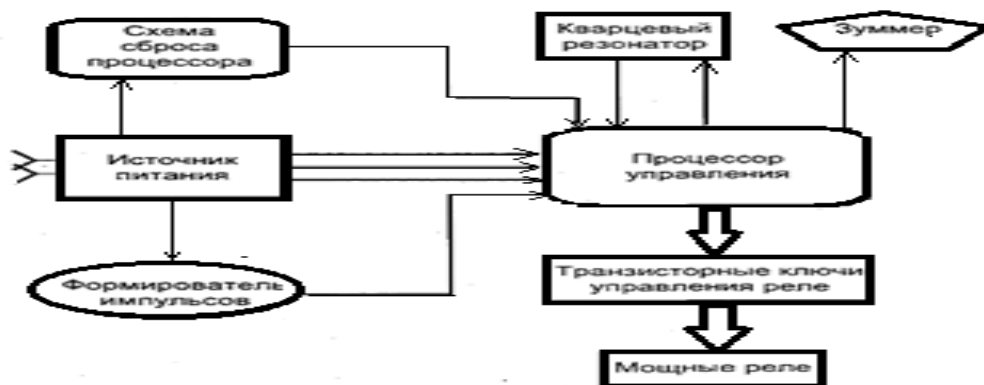 Схема
сброса
процессора
Кварцевый
резонатор
Зуммер
Источник
питания
Процессор
управления
Формирователь
импульсов
Транзисторные ключи
управления реле
Мощные реле